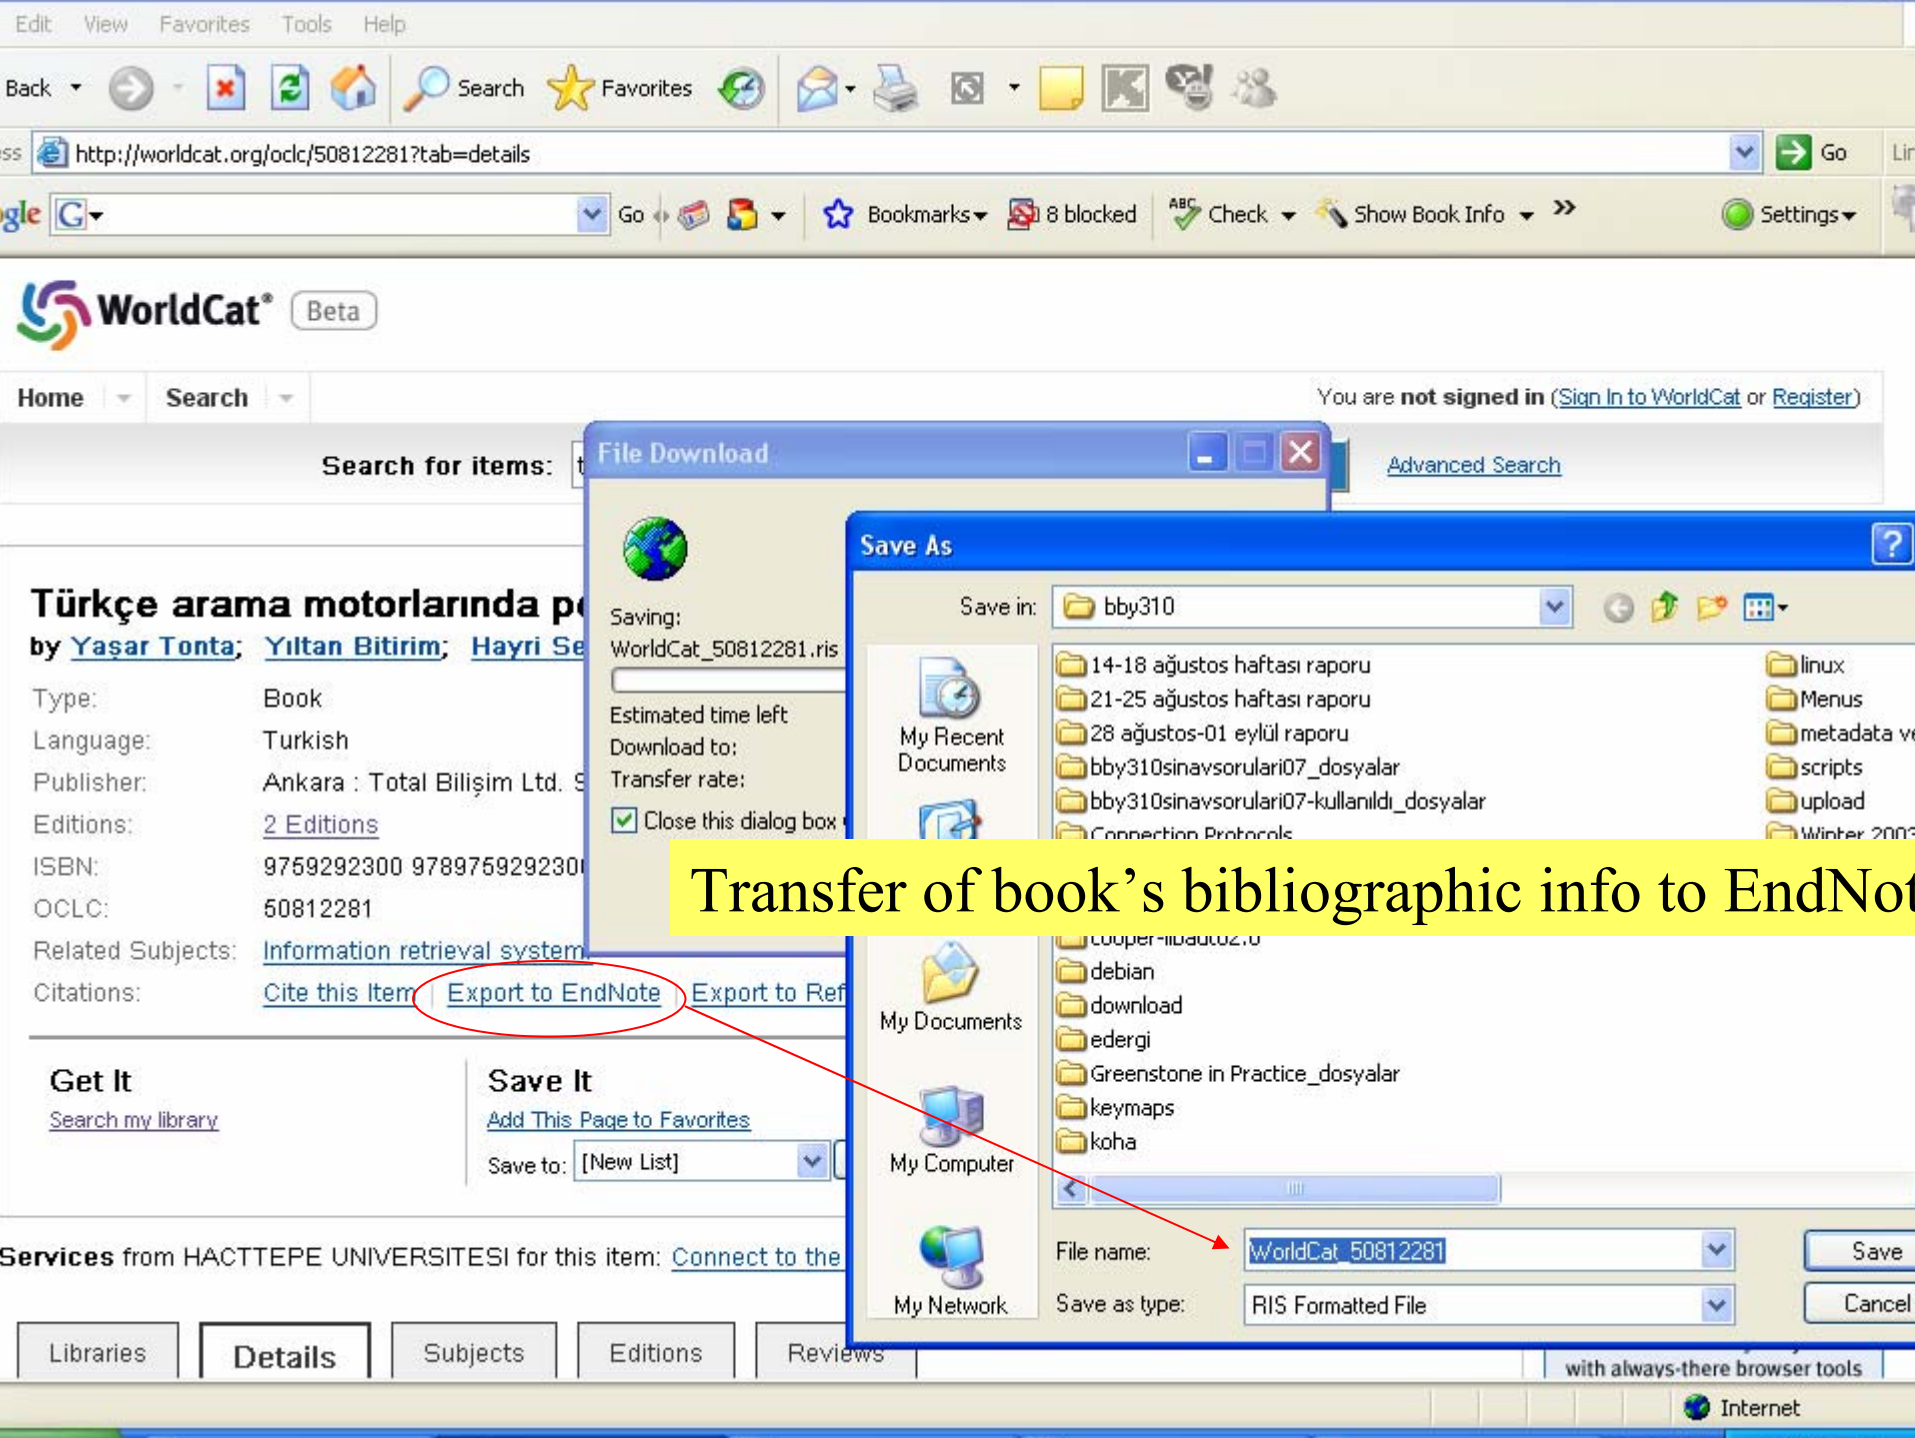 Edit View Favorites Tools Help
Back Search Favorites
http://worldcat.org/oclc/50812281?tab=details Go
Go Bookmarks 8 blocked ABC Check Show Book Info » Settings
WorldCat® Beta
Home Search You are not signed in (Sign In to WorldCat or Register)
Search for items: Advanced Search
Türkçe arama motorlarında
by Yaşar Tonta; Yıltan Bitirim; Hayri
Type: Book
Language: Turkish
Publisher: Ankara : Total Bilişim Ltd.
Editions: 2 Editions
ISBN: 9759292300
OCLC: 50812281
Related Subjects: Information retrieval
Citations: Cite this Item Export to EndNote Export to
Get It
Search my library
Save It
Add This Page to Favorites
Save to: [New List]
Services from HACTTEPE UNIVERSITESI for this item: Connect to the
Libraries Details Subjects Editions Reviews
with always-there browser tools
Internet
File Download
Saving:
WorldCat_50812281.ris
Estimated time left
Download to:
Transfer rate:
Close this dialog box
Save As ?
Save in: bby310
My Recent
Documents
My Documents
My Computer
My Network
14-18 ağustos haftası raporu
21-25 ağustos haftası raporu
28 ağustos-01 eylül raporu
bby310sinavsorulari07_dosyalar
bby310sinavsorulari07-kullanıldı_dosyalar
Connection Protocols
cooper-libauto2.0
debian
download
edergi
Greenstone in Practice_dosyalar
keymaps
koha
linux
Menus
metadata
scripts
upload
Winter 2003
File name: WorldCat_50812281 Save
Save as type: RIS Formatted File Cancel
Transfer of book’s bibliographic info to